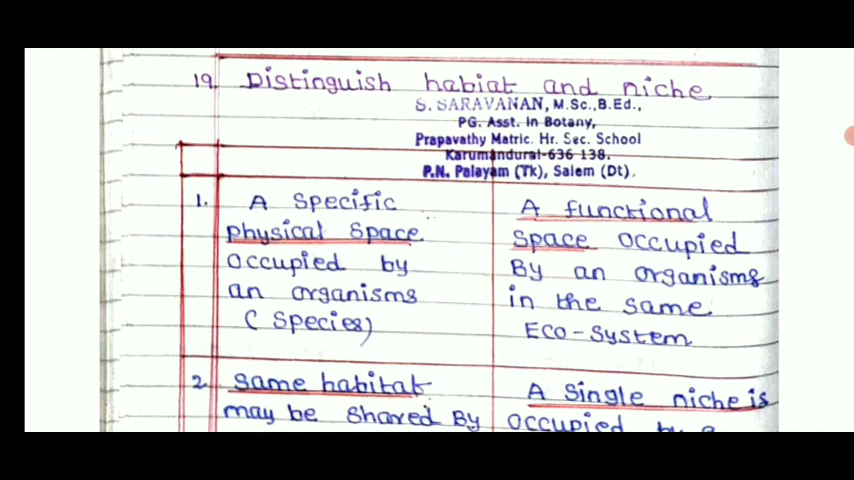 19. Distinguish habiat and niche
S. SARAVANAN, M.Sc.,B.Ed.,
PG. Asst. in Botany,
Prapavathy Matric. Hr. Sec. School
Karumandurai-636 138.
P.N. Palayam (Tk), Salem (Dt).
1. A Specific
physical Space
occupied by
an organisms
( Species)
A functional
Space occupied
By an organisms
in the same
Eco-System
2. Same habitat
may be Shared By
A Single niche is
occupied by